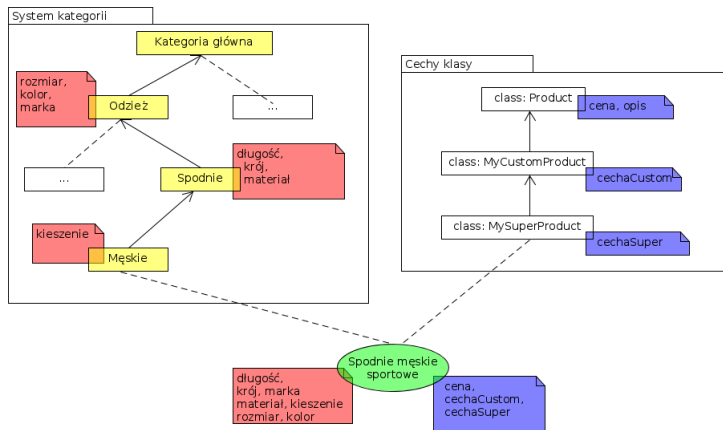 System kategorii
Kategoria główna
rozmiar,
kolor,
marka
Odzież
...
...
Spodnie
długość,
krój,
materiał
kieszenie
Męskie
Cechy klasy
class: Product
cena, opis
class: MyCustomProduct
cechaCustom
class: MySuperProduct
cechaSuper
Spodnie męskie
sportowe
długość,
krój, marka
materiał, kieszenie
rozmiar, kolor
cena,
cechaCustom,
cechaSuper